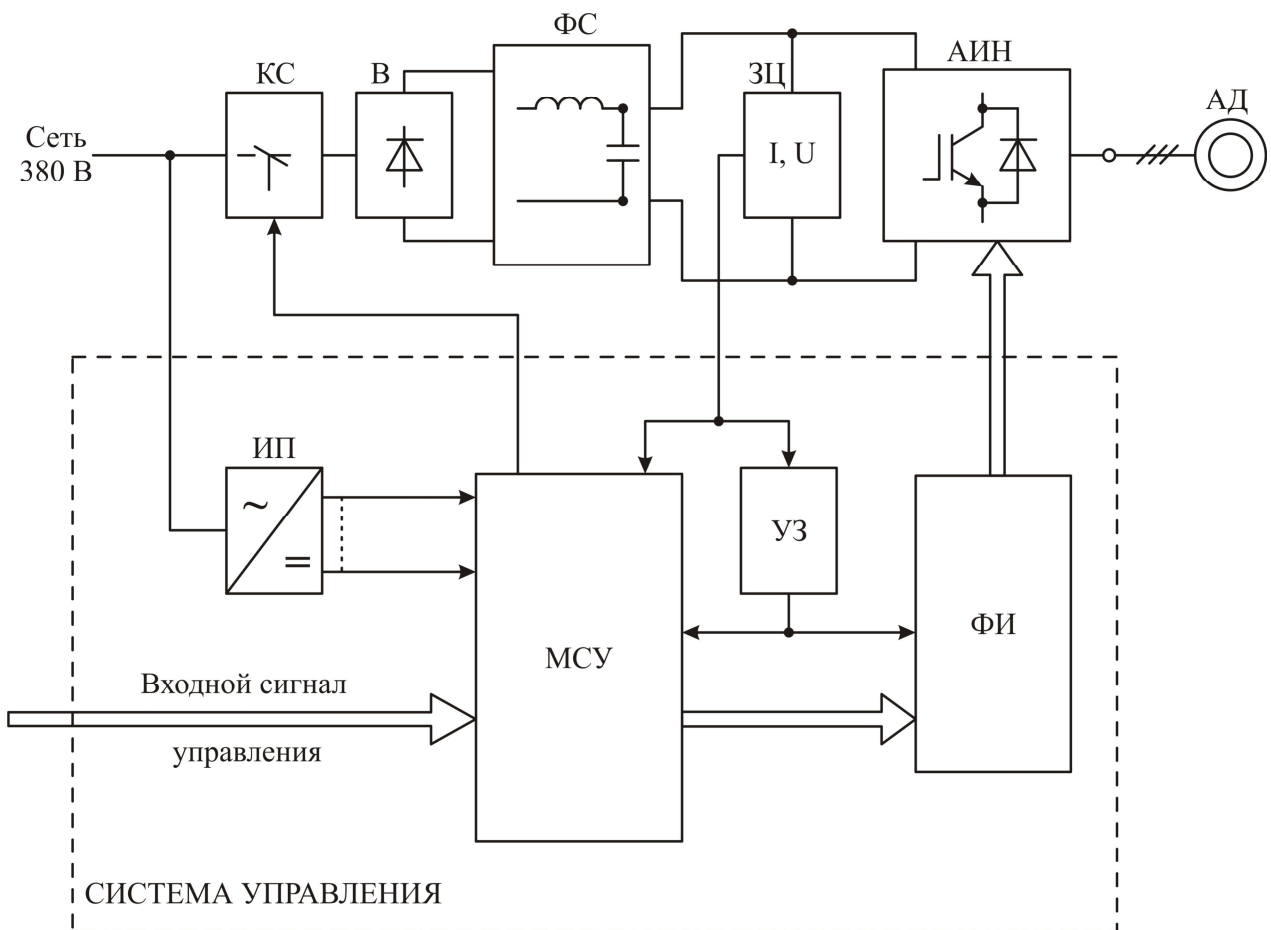 ФС
КС
В
ЗЦ
АИН
АД
Сеть
380 В
I, U
ИП
~
=
УЗ
МСУ
ФИ
Входной сигнал
управления
СИСТЕМА УПРАВЛЕНИЯ